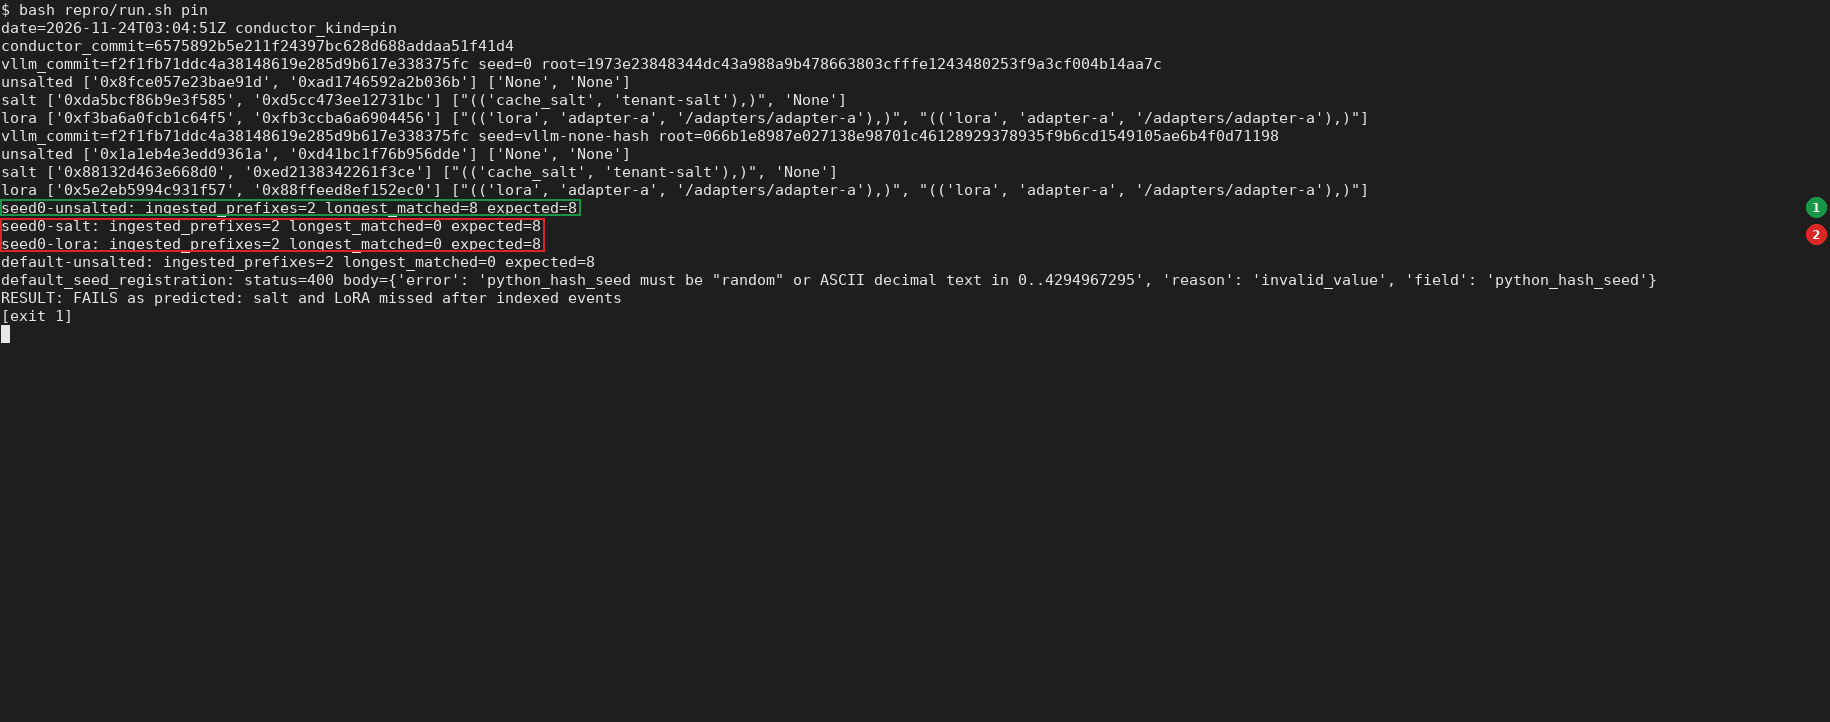 $ bash repro/run.sh pin
date=2026-11-24T03:04:51Z conductor_kind=pin
conductor_commit=6575892b5e211f24397bc628d688addaa51f41d4
vllm_commit=f2f1fb71ddc4a38148619e285d9b617e338375fc seed=0 root=1973e23848344dc43a988a9b478663803cfffe1243480253f9a3cf004b14aa7c
unsalted ['0x8fce057e23bae91d', '0xad1746592a2b036b'] ['None', 'None']
salt ['0xda5bcf86b9e3f585', '0xd5cc473ee12731bc'] ["(('cache_salt', 'tenant-salt'),)", 'None']
lora ['0xf3ba6a0fcb1c64f5', '0xfb3ccba6a6904456'] ["(('lora', 'adapter-a', '/adapters/adapter-a'),)", "(('lora', 'adapter-a', '/adapters/adapter-a'),)"]
vllm_commit=f2f1fb71ddc4a38148619e285d9b617e338375fc seed=vllm-none-hash root=066b1e8987e027138e98701c46128929378935f9b6cd1549105ae6b4f0d71198
unsalted ['0x1a1eb4e3edd9361a', '0xd41bc1f76b956dde'] ['None', 'None']
salt ['0x88132d463e668d0', '0xed2138342261f3ce'] ["(('cache_salt', 'tenant-salt'),)", 'None']
lora ['0x5e2eb5994c931f57', '0x88ffeed8ef152ec0'] ["(('lora', 'adapter-a', '/adapters/adapter-a'),)", "(('lora', 'adapter-a', '/adapters/adapter-a'),)"]
seed0-unsalted: ingested_prefixes=2 longest_matched=8 expected=8 1
seed0-salt: ingested_prefixes=2 longest_matched=0 expected=8 2
seed0-lora: ingested_prefixes=2 longest_matched=0 expected=8
default-unsalted: ingested_prefixes=2 longest_matched=0 expected=8
default_seed_registration: status=400 body={'error': 'python_hash_seed must be "random" or ASCII decimal text in 0..4294967295', 'reason': 'invalid_value', 'field': 'python_hash_seed'}
RESULT: FAILS as predicted: salt and LoRA missed after indexed events
[exit 1]